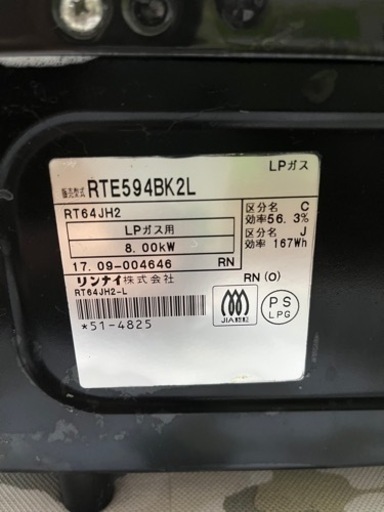 LPガス
販売型式 RTE594BK2L
RT64JH2
LPガス用
8.00kW
17.09-004646 RN
リンナイ株式会社
RT64JH2-L
*51-4825
区分名 C
効率56.3%
区分名 J
効率 167Wh
RN (O)
JIA認証
PS
LPG